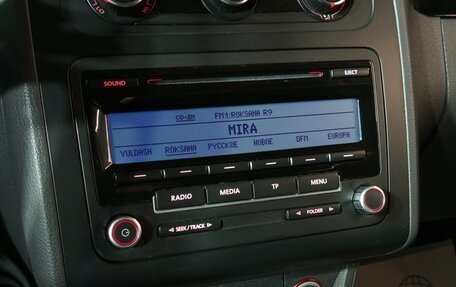 SOUND
EJECT
CD-IN FM1:ROKSANA R9
MIRA
YULDASH ROKSANA РУССКОЕ НОВОЕ DFM EUROPA
RADIO MEDIA TP MENU
SEEK/TRACK
FOLDER